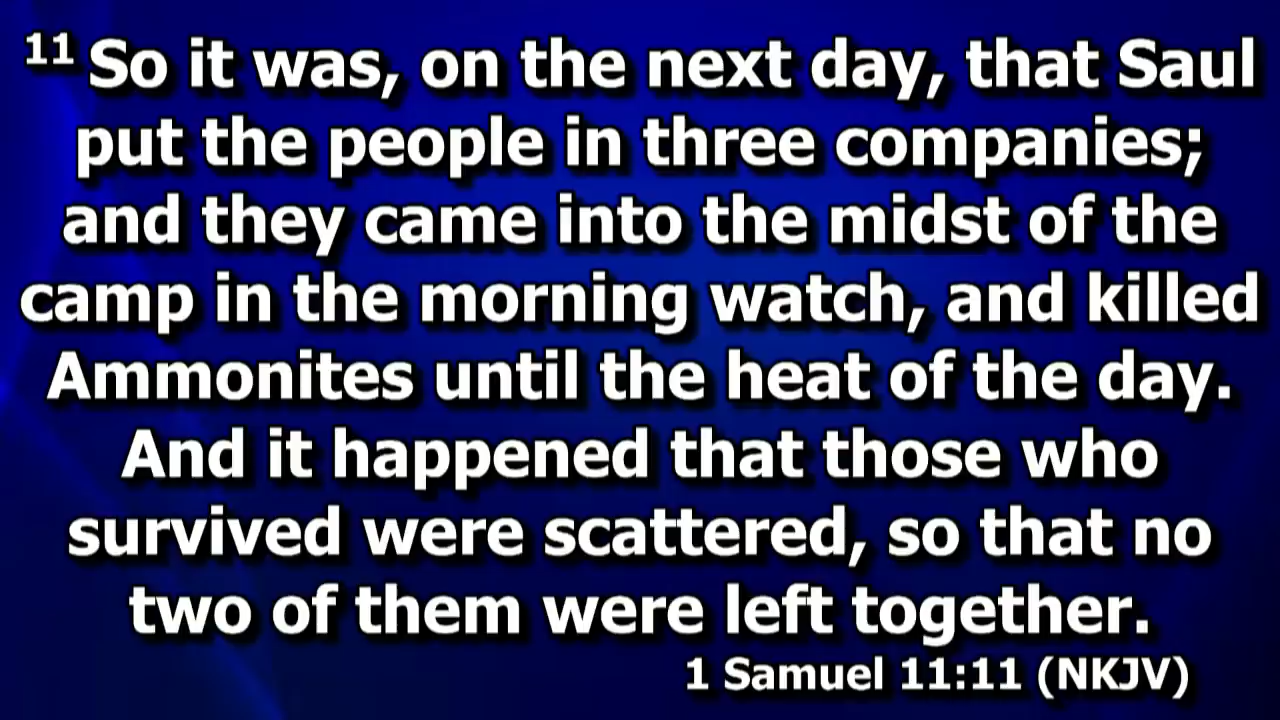 11 So it was, on the next day, that Saul
put the people in three companies;
and they came into the midst of the
camp in the morning watch, and killed
Ammonites until the heat of the day.
And it happened that those who
survived were scattered, so that no
two of them were left together.
1 Samuel 11:11 (NKJV)